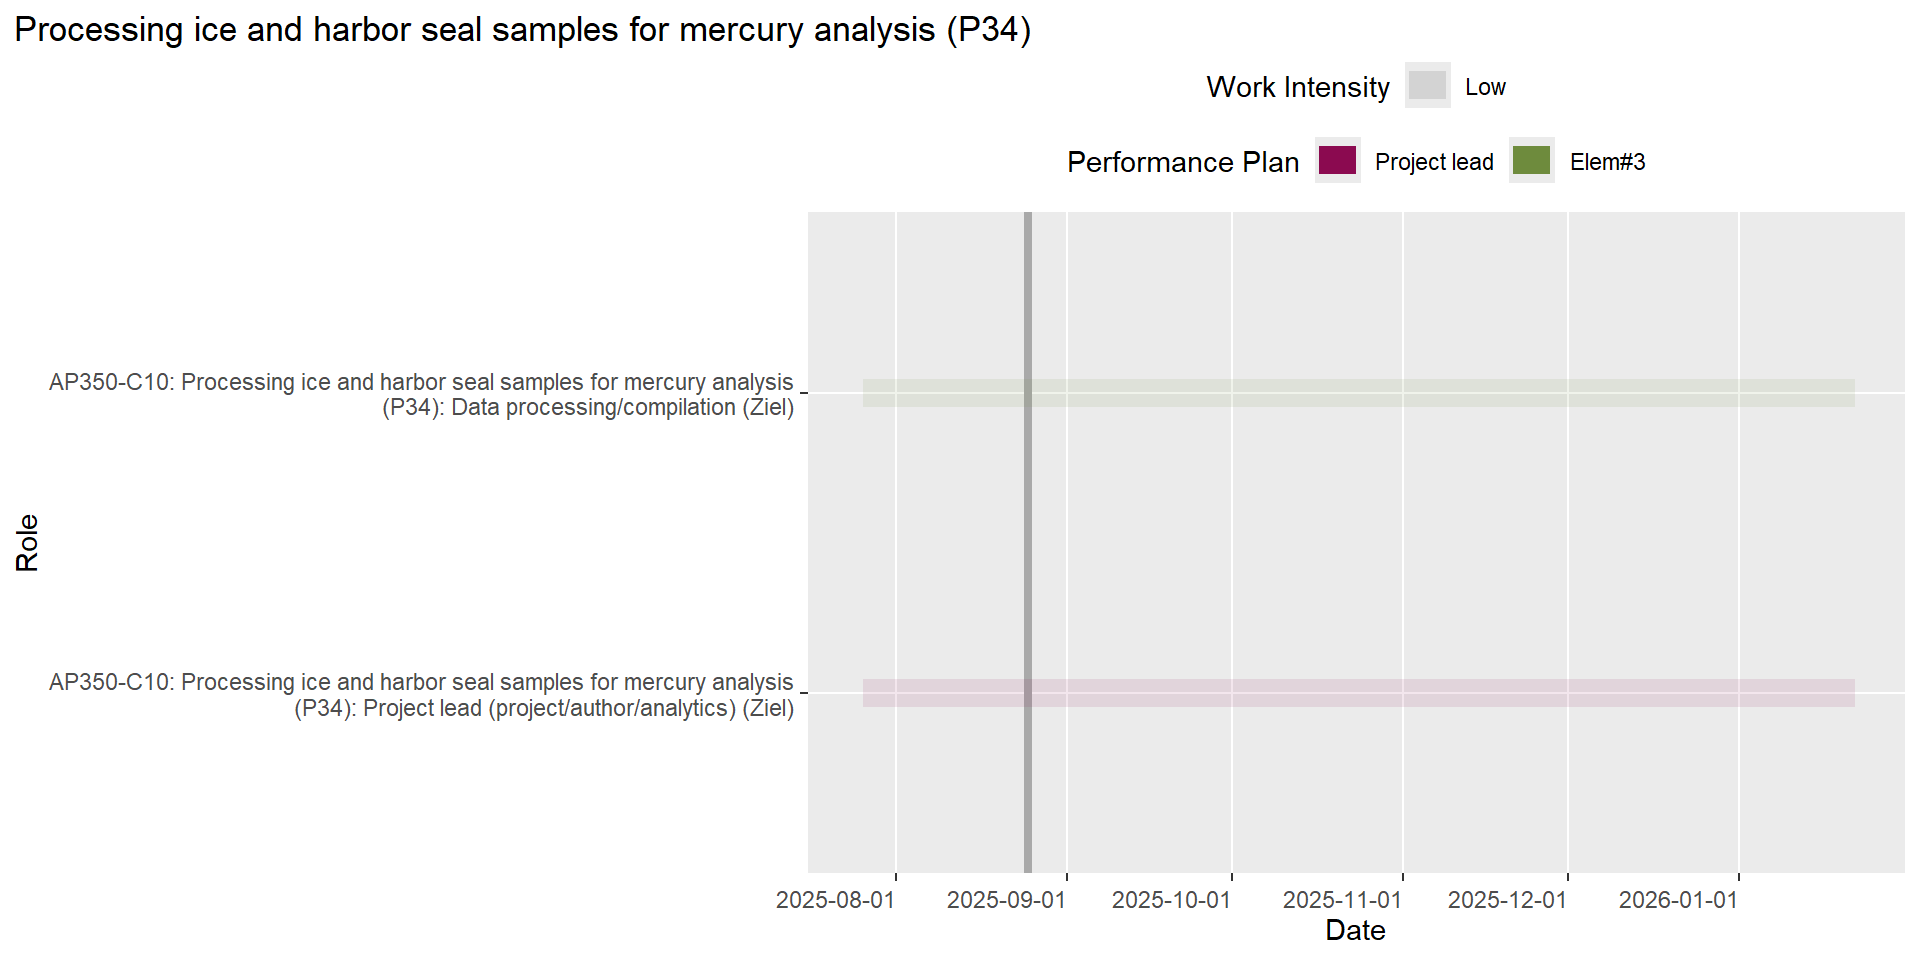 Processing ice and harbor seal samples for mercury analysis (P34)
Work Intensity Low
Performance Plan Project lead Elem#3
AP350-C10: Processing ice and harbor seal samples for mercury analysis
(P34): Data processing/compilation (Ziel)
Role
AP350-C10: Processing ice and harbor seal samples for mercury analysis
(P34): Project lead (project/author/analytics) (Ziel)
2025-08-01 2025-09-01 2025-10-01 2025-11-01 2025-12-01 2026-01-01
Date